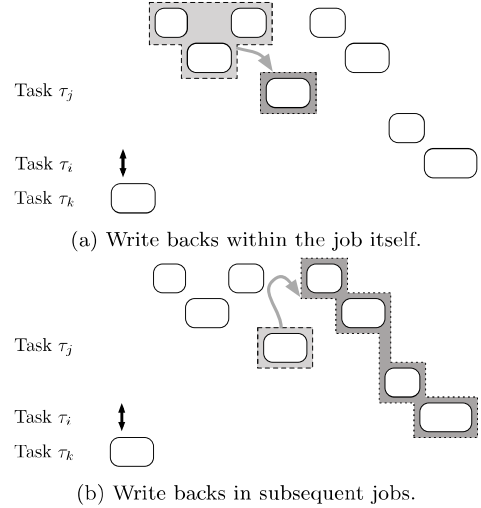 Task τj
Task τi
Task τk
(a) Write backs within the job itself.
Task τj
Task τi
Task τk
(b) Write backs in subsequent jobs.